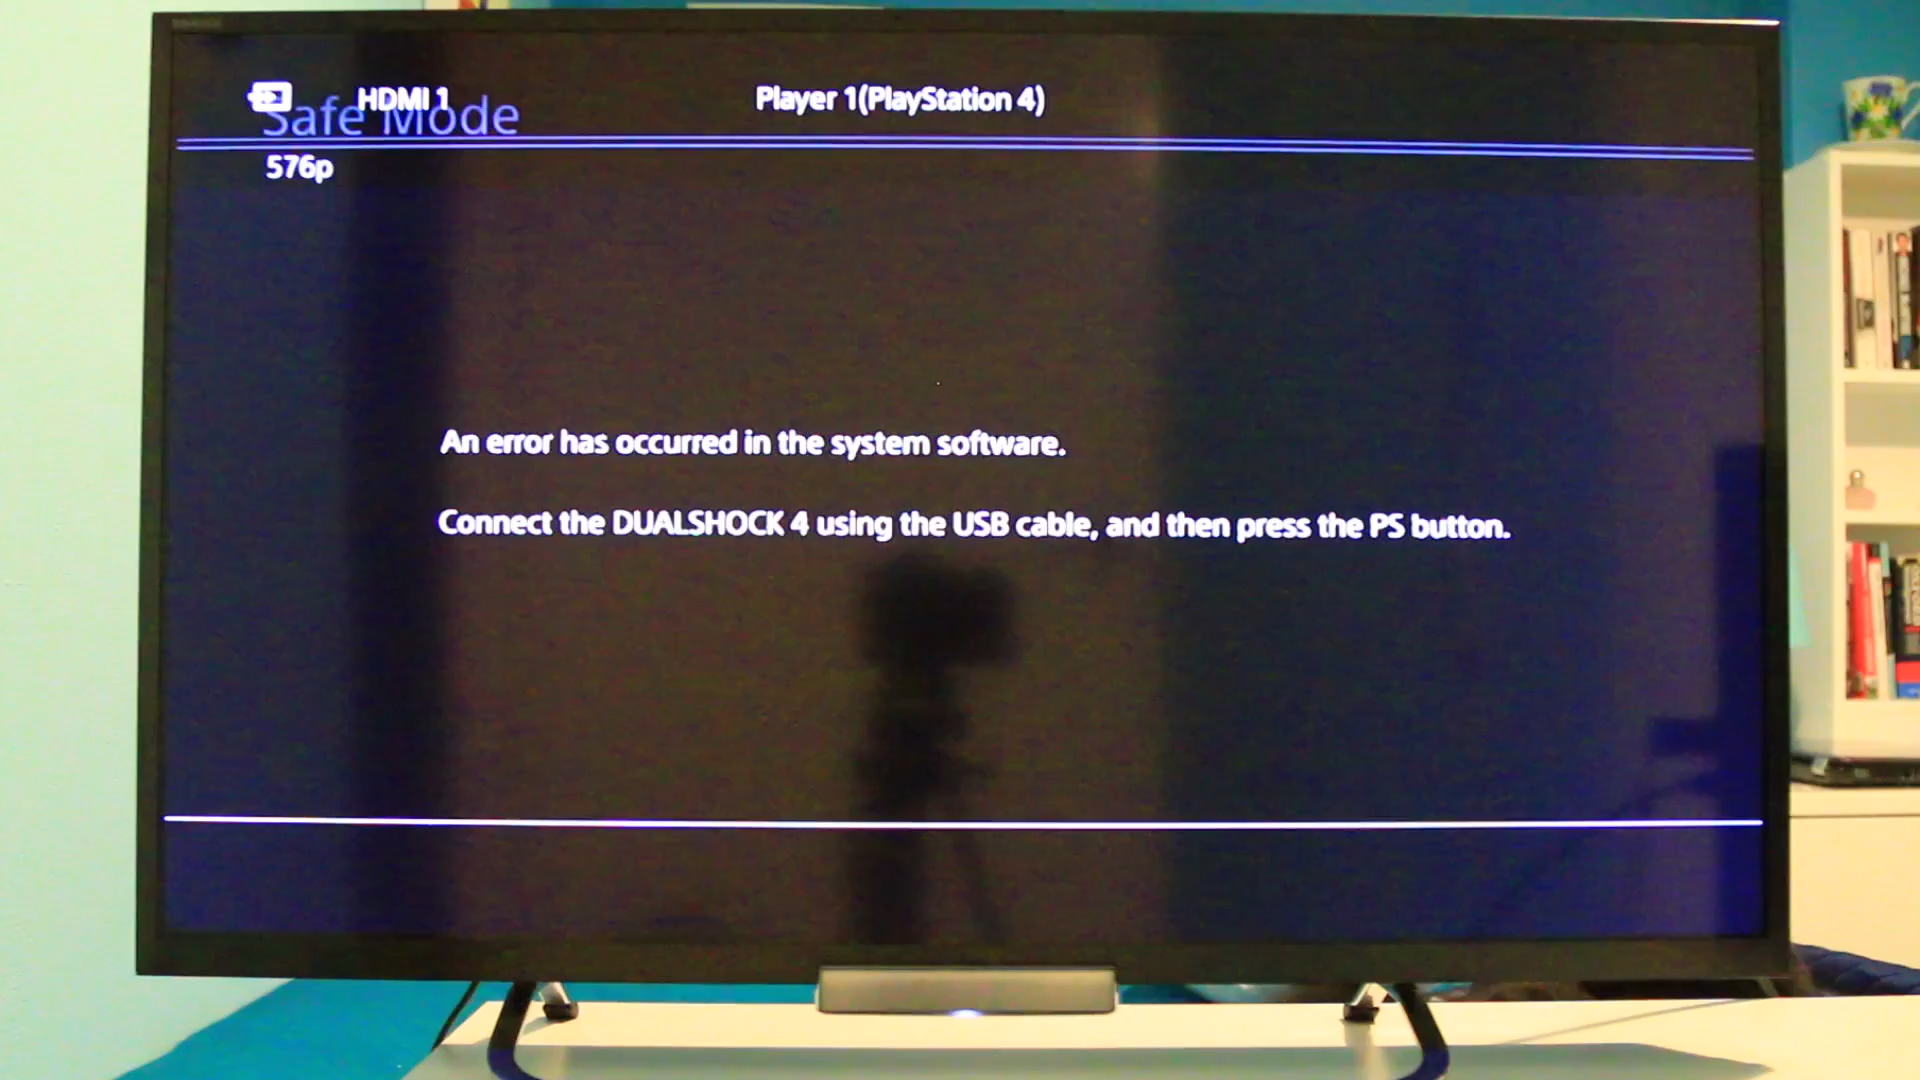 HDMI 1
Player 1(PlayStation 4)
Safe Mode
576p
An error has occurred in the system software.
Connect the DUALSHOCK 4 using the USB cable, and then press the PS button.